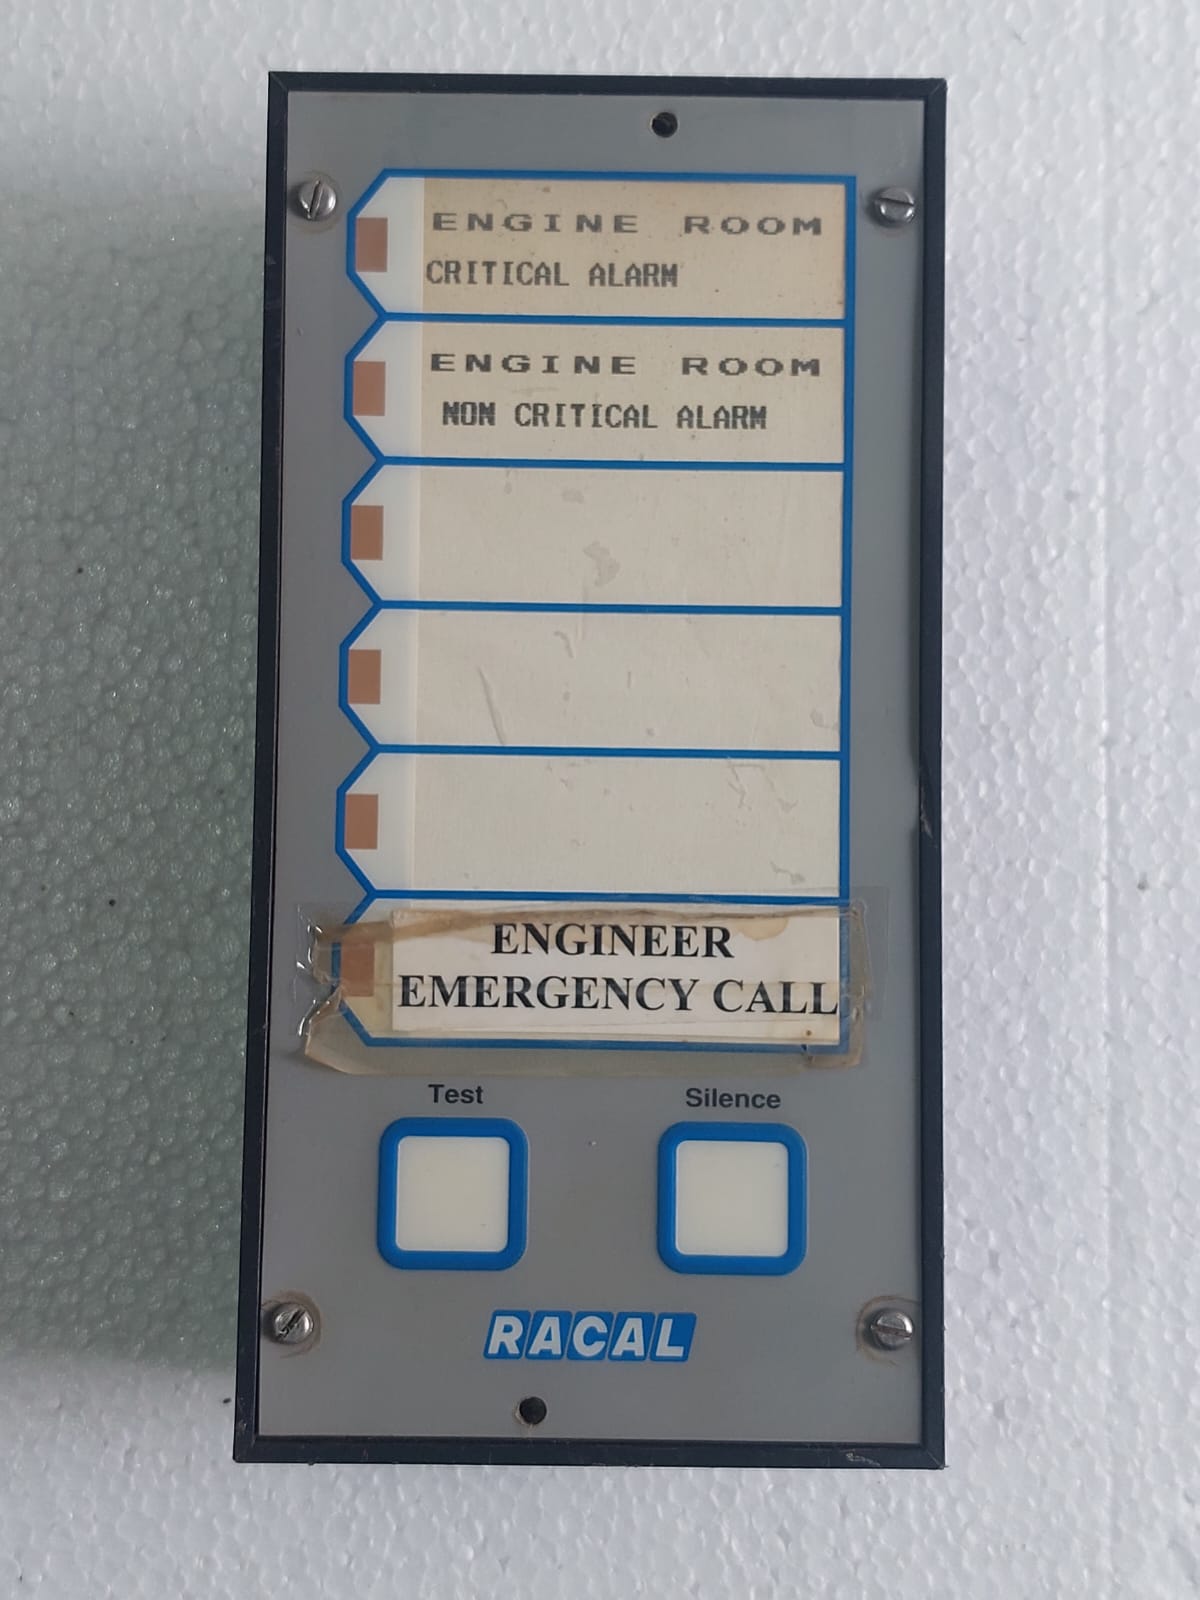 ENGINE ROOM
CRITICAL ALARM
ENGINE ROOM
NON CRITICAL ALARM
ENGINEER
EMERGENCY CALL
Test Silence
RACAL